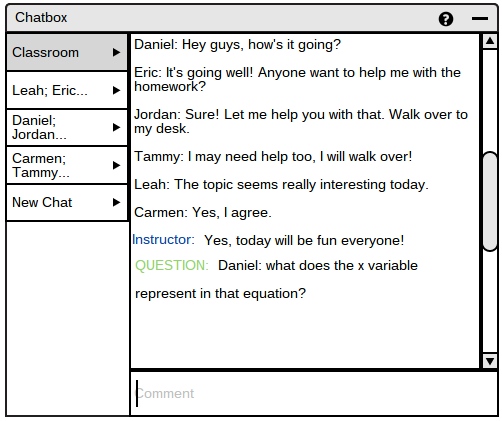 Chatbox
Classroom
Leah; Eric...
Daniel;
Jordan...
Carmen;
Tammy...
New Chat
Daniel: Hey guys, how's it going?
Eric: It's going well! Anyone want to help me with the
homework?
Jordan: Sure! Let me help you with that. Walk over to
my desk.
Tammy: I may need help too, I will walk over!
Leah: The topic seems really interesting today.
Carmen: Yes, I agree.
Instructor: Yes, today will be fun everyone!
QUESTION: Daniel: what does the x variable
represent in that equation?
Comment